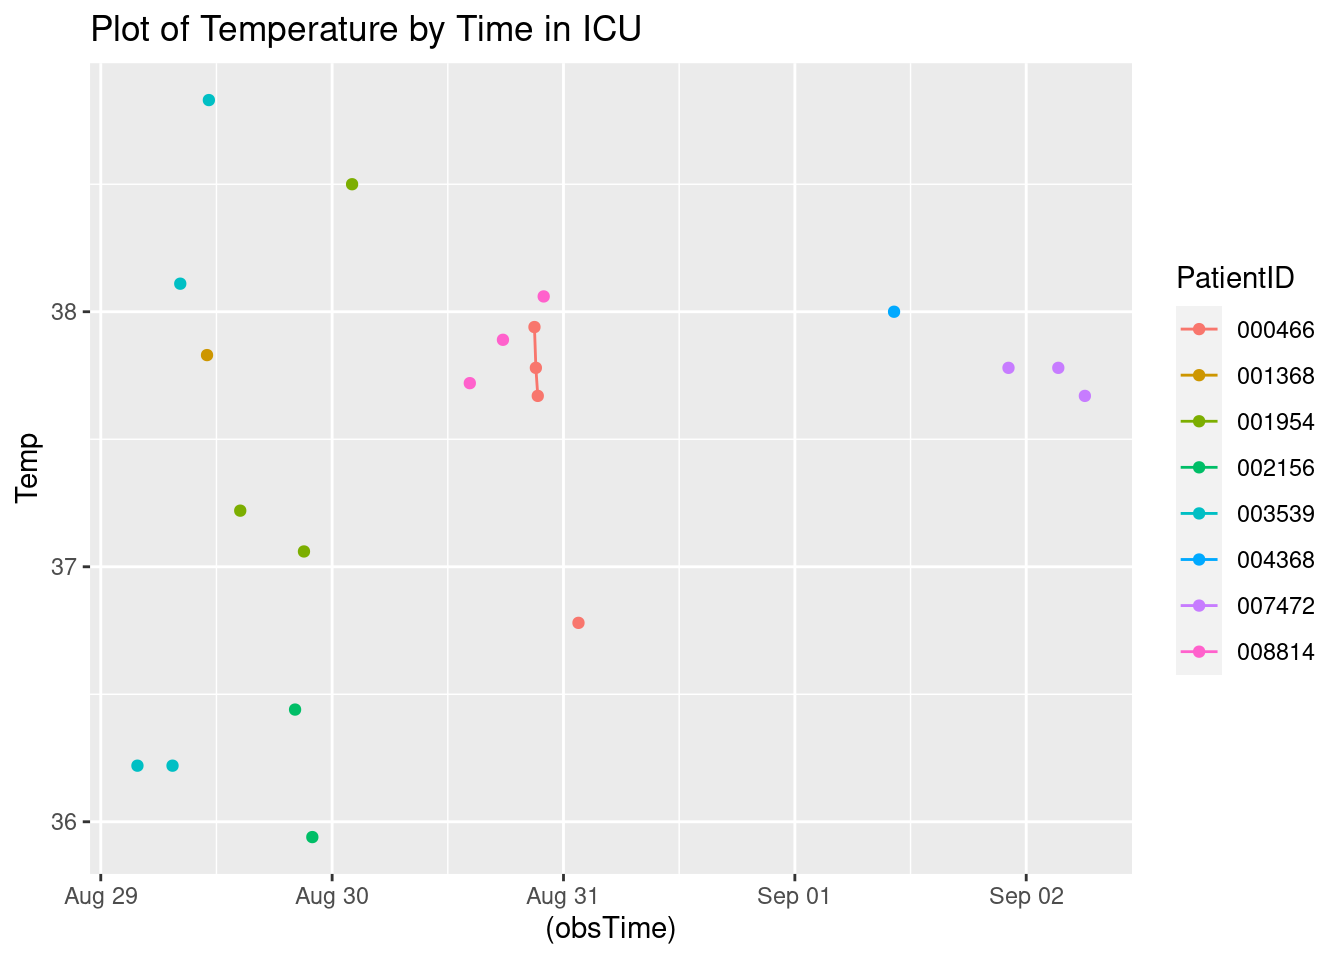 Plot of Temperature by Time in ICU
Temp
38
37
36
Aug 29
Aug 30
Aug 31
Sep 01
Sep 02
(obsTime)
PatientID
000466
001368
001954
002156
003539
004368
007472
008814